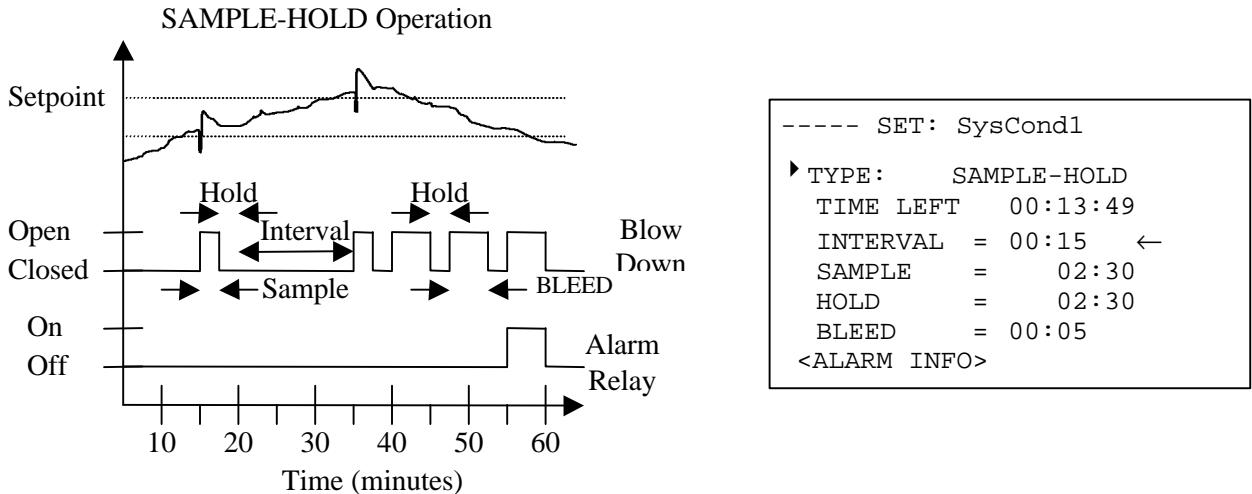 SAMPLE-HOLD Operation
Setpoint
Hold
Hold
Open
Interval
Blow
Closed
Down
Sample
BLEED
On
Off
Alarm
Relay
10 20 30 40 50 60
Time (minutes)
----- SET: SysCond1
TYPE: SAMPLE-HOLD
TIME LEFT 00:13:49
INTERVAL = 00:15 ←
SAMPLE = 02:30
HOLD = 02:30
BLEED = 00:05
<ALARM INFO>